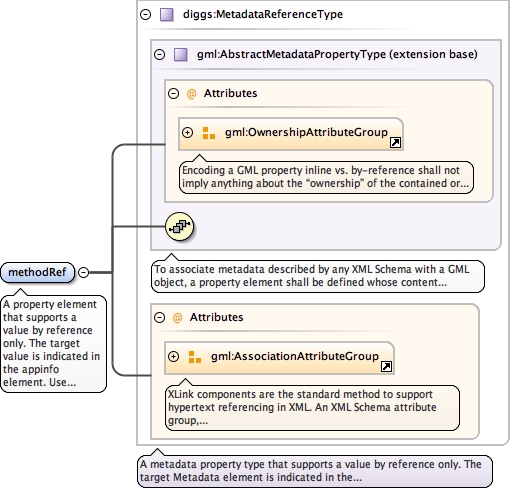 diggs:MetadataReferenceType
gml:AbstractMetadataPropertyType (extension base)
@ Attributes
gml:OwnershipAttributeGroup
Encoding a GML property inline vs. by-reference shall not
imply anything about the "ownership" of the contained or...
To associate metadata described by any XML Schema with a GML
object, a property element shall be defined whose content...
methodRef
A property element
that supports a
value by reference
only. The target
value is indicated in
the appinfo
element. Use...
@ Attributes
gml:AssociationAttributeGroup
XLink components are the standard method to support
hypertext referencing in XML. An XML Schema attribute
group,...
A metadata property type that supports a value by reference only. The
target Metadata element is indicated in the...